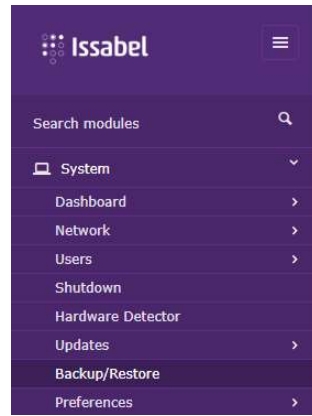 Issabel
Search modules
System
Dashboard
Network
Users
Shutdown
Hardware Detector
Updates
Backup/Restore
Preferences